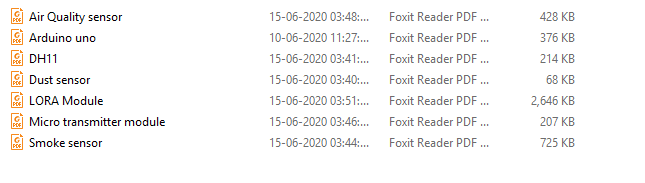 Air Quality sensor 15-06-2020 03:48:... Foxit Reader PDF ... 428 KB
Arduino uno 10-06-2020 11:27:... Foxit Reader PDF ... 376 KB
DH11 15-06-2020 03:41:... Foxit Reader PDF ... 214 KB
Dust sensor 15-06-2020 03:40:... Foxit Reader PDF ... 68 KB
LORA Module 15-06-2020 03:51:... Foxit Reader PDF ... 2,646 KB
Micro transmitter module 15-06-2020 03:46:... Foxit Reader PDF ... 207 KB
Smoke sensor 15-06-2020 03:44:... Foxit Reader PDF ... 725 KB